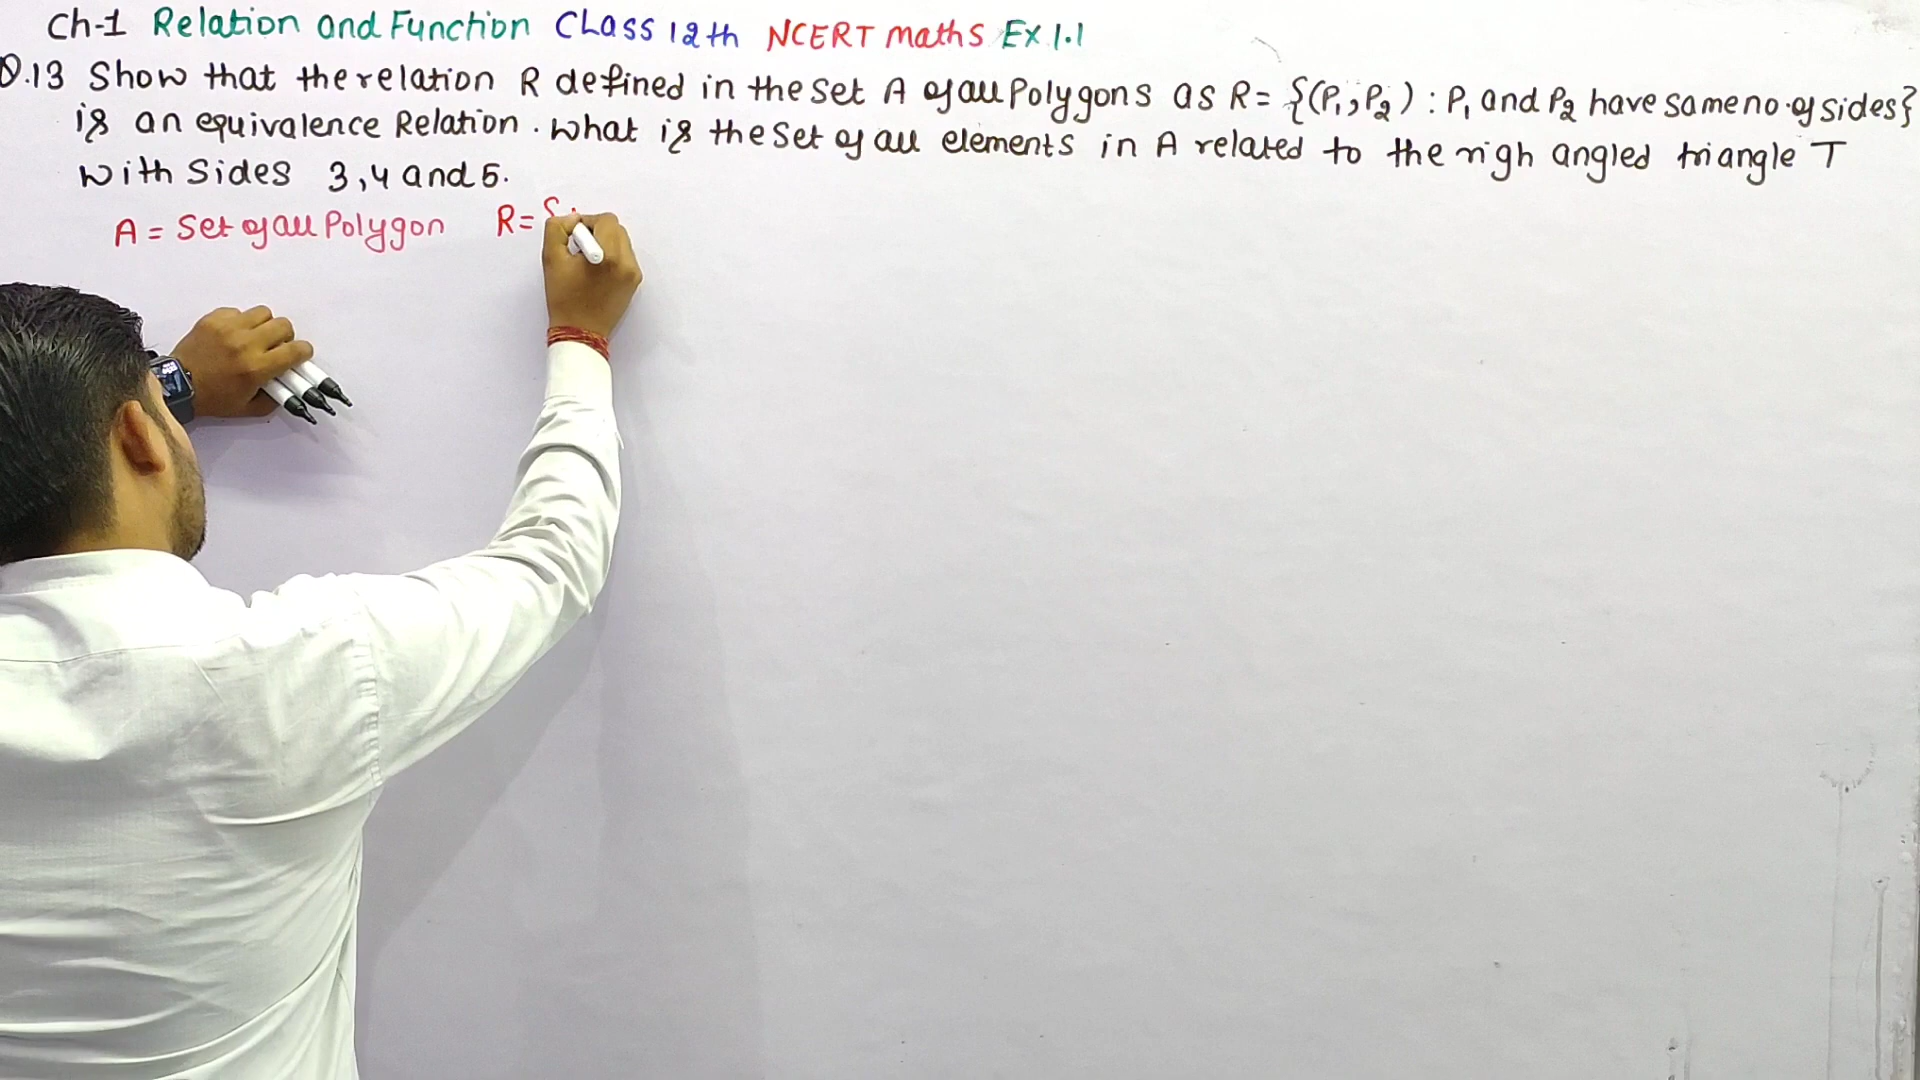 Ch-1 Relation and Function Class 12th NCERT maths Ex 1.1
Q.13 Show that the relation R defined in the set A of all Polygons as R = {(P₁, P₂) : P₁ and P₂ have same no. of sides}
is an equivalence Relation. What is the set of all elements in A related to the righ angled triangle T
with sides 3, 4 and 5.
A = Set of all Polygon R = {